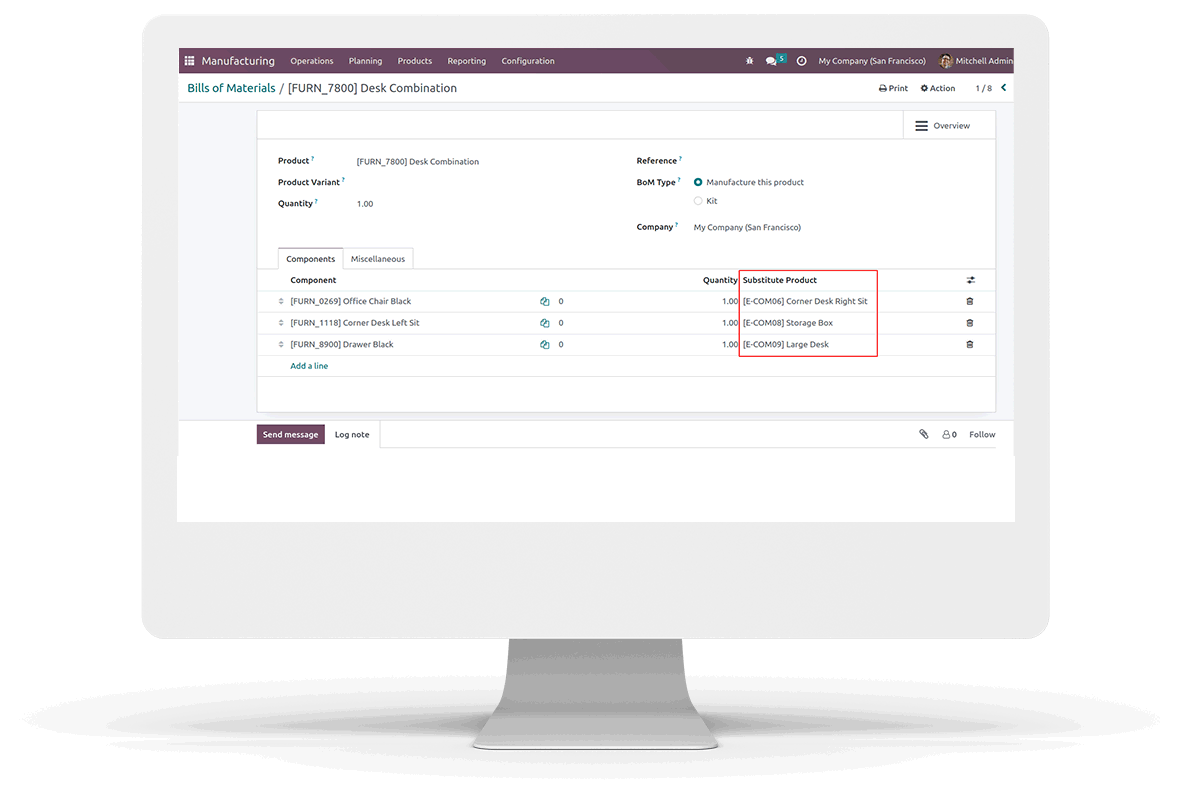 Manufacturing Operations Planning Products Reporting Configuration 5 My Company (San Francisco) Mitchell Admin
Bills of Materials / [FURN_7800] Desk Combination Print Action 1 / 8
Overview
Product ? [FURN_7800] Desk Combination Reference ?
Product Variant ? BoM Type ? Manufacture this product
Quantity ? 1.00 Kit
Company ? My Company (San Francisco)
Components Miscellaneous
Component Quantity Substitute Product
[FURN_0269] Office Chair Black 0 1.00 [E-COM06] Corner Desk Right Sit
[FURN_1118] Corner Desk Left Sit 0 1.00 [E-COM08] Storage Box
[FURN_8900] Drawer Black 0 1.00 [E-COM09] Large Desk
Add a line
Send message Log note 0 Follow